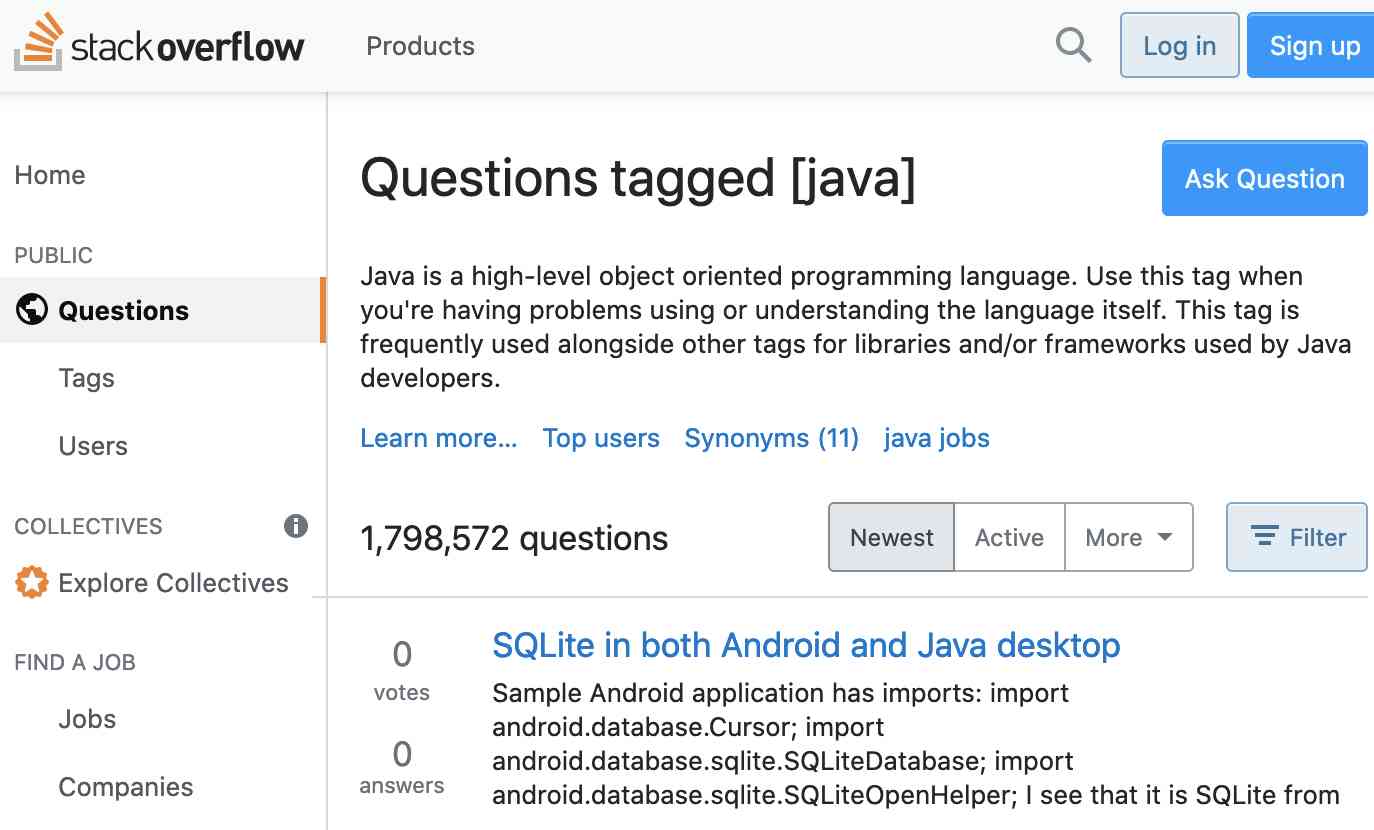 stackoverflow Products Log in Sign up
Home
PUBLIC
Questions
Tags
Users
COLLECTIVES
Explore Collectives
FIND A JOB
Jobs
Companies
Questions tagged [java]
Ask Question
Java is a high-level object oriented programming language. Use this tag when
you're having problems using or understanding the language itself. This tag is
frequently used alongside other tags for libraries and/or frameworks used by Java
developers.
Learn more... Top users Synonyms (11) java jobs
1,798,572 questions
Newest Active More Filter
0
votes
0
answers
SQLite in both Android and Java desktop
Sample Android application has imports: import
android.database.Cursor; import
android.database.sqlite.SQLiteDatabase; import
android.database.sqlite.SQLiteOpenHelper; I see that it is SQLite from